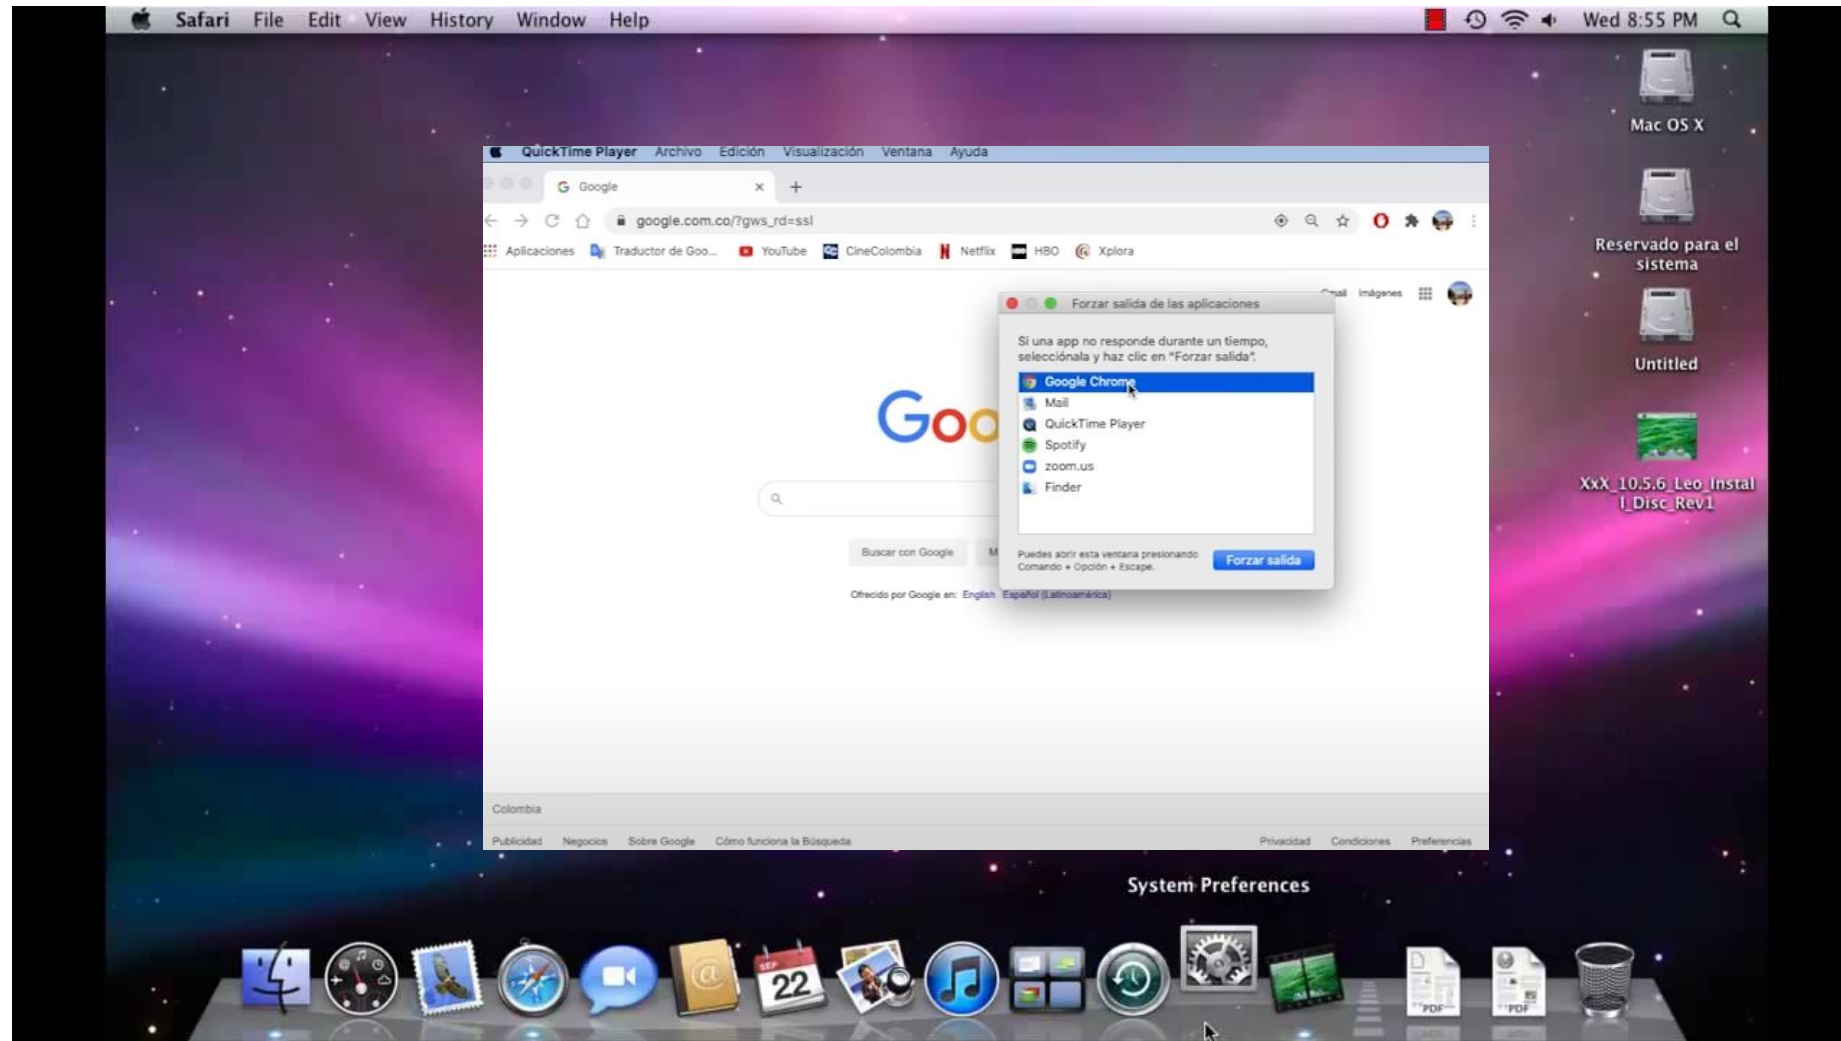 Safari File Edit View History Window Help
Wed 8:55 PM
Mac OS X
Reservado para el
sistema
Untitled
XxX_10.5.6_Leo_Instal
l_Disc_Rev1
QuickTime Player Archivo Edición Visualización Ventana Ayuda
Google
google.com.co/?gws_rd=ssl
Aplicaciones Traductor de Goo... YouTube CineColombia Netflix HBO Xplora
Gmail Imágenes
Forzar salida de las aplicaciones
Si una app no responde durante un tiempo,
selecciónala y haz clic en "Forzar salida".
Google Chrome
Mail
QuickTime Player
Spotify
zoom.us
Finder
Puedes abrir esta ventana presionando
Comando + Opción + Escape.
Forzar salida
Goo
Buscar con Google M
Ofrecido por Google en: English Español (Latinoamérica)
Colombia
Publicidad Negocios Sobre Google Cómo funciona la Búsqueda
Privacidad Condiciones Preferencias
System Preferences
SEP
22
PDF
PDF